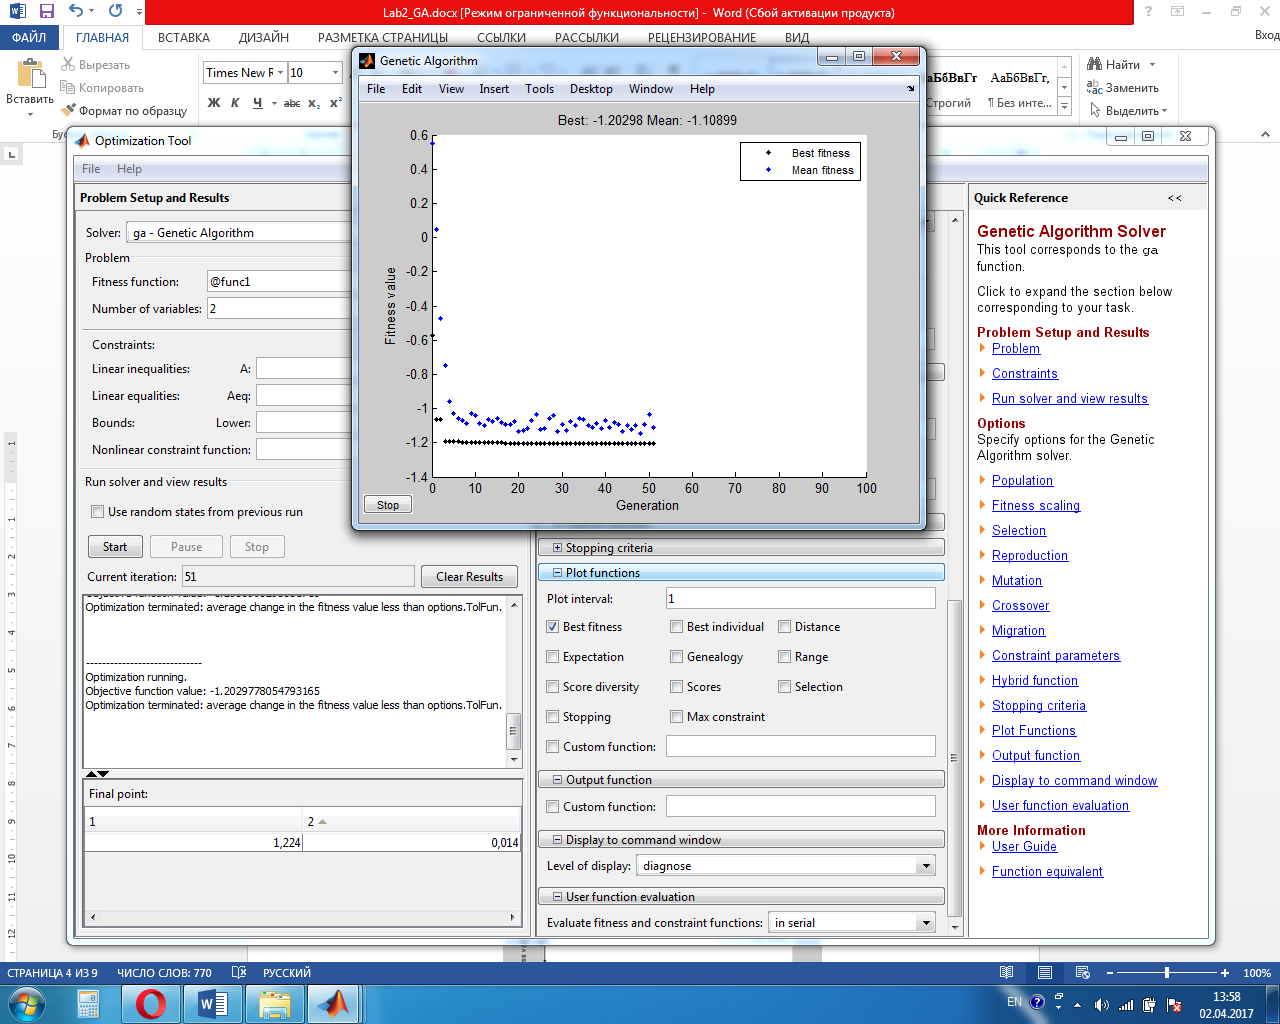 Lab2_GA.docx [Режим ограниченной функциональности] - Word (Сбой активации продукта)
ФАЙЛ ГЛАВНАЯ ВСТАВКА ДИЗАЙН РАЗМЕТКА СТРАНИЦЫ ССЫЛКИ РАССЫЛКИ РЕЦЕНЗИРОВАНИЕ ВИД Вход
Вставить
Вырезать
Копировать
Формат по образцу
Times New R 10
Ж К Ч abc x₂ x²
АаБбВвГг АаБбВвГг,
Строгий ¶ Без инте...
Найти
Заменить
Выделить
Genetic Algorithm
File Edit View Insert Tools Desktop Window Help
Best: -1.20298 Mean: -1.10899
Best fitness
Mean fitness
0.6
0.4
0.2
0
-0.2
-0.4
-0.6
-0.8
-1
-1.2
-1.4
Fitness value
0 10 20 30 40 50 60 70 80 90 100
Generation
Stop
Optimization Tool
File Help
Problem Setup and Results
Solver: ga - Genetic Algorithm
Problem
Fitness function: @func1
Number of variables: 2
Constraints:
Linear inequalities: A:
Linear equalities: Aeq:
Bounds: Lower:
Nonlinear constraint function:
Run solver and view results
Use random states from previous run
Start Pause Stop
Current iteration: 51 Clear Results
Optimization terminated: average change in the fitness value less than options.TolFun.
-----------------------------
Optimization running.
Objective function value: -1.2029778054793165
Optimization terminated: average change in the fitness value less than options.TolFun.
Final point:
1 2
1,224 0,014
Stopping criteria
Plot functions
Plot interval: 1
Best fitness Best individual Distance
Expectation Genealogy Range
Score diversity Scores Selection
Stopping Max constraint
Custom function:
Output function
Custom function:
Display to command window
Level of display: diagnose
User function evaluation
Evaluate fitness and constraint functions: in serial
Quick Reference <<
Genetic Algorithm Solver
This tool corresponds to the ga
function.
Click to expand the section below
corresponding to your task.
Problem Setup and Results
Problem
Constraints
Run solver and view results
Options
Specify options for the Genetic
Algorithm solver.
Population
Fitness scaling
Selection
Reproduction
Mutation
Crossover
Migration
Constraint parameters
Hybrid function
Stopping criteria
Plot Functions
Output function
Display to command window
User function evaluation
More Information
User Guide
Function equivalent
СТРАНИЦА 4 ИЗ 9 ЧИСЛО СЛОВ: 770 РУССКИЙ 100%
EN 13:58
02.04.2017